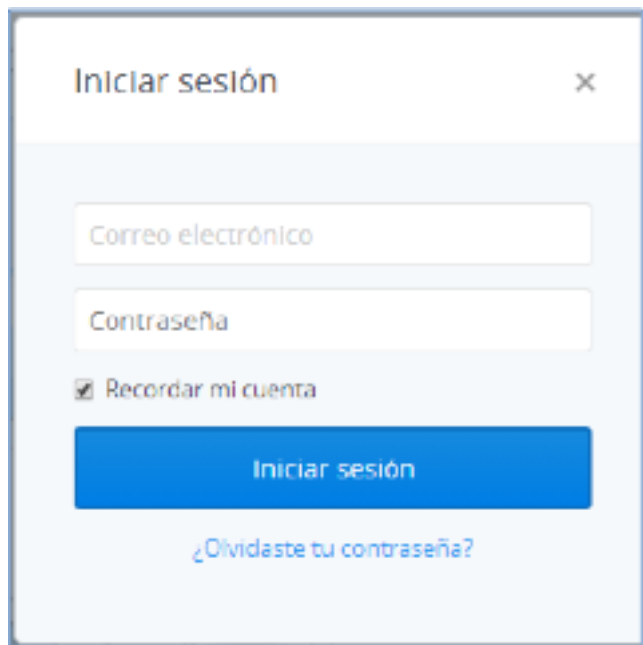 Iniciar sesión
Correo electrónico
Contraseña
Recordar mi cuenta
Iniciar sesión
¿Olvidaste tu contraseña?